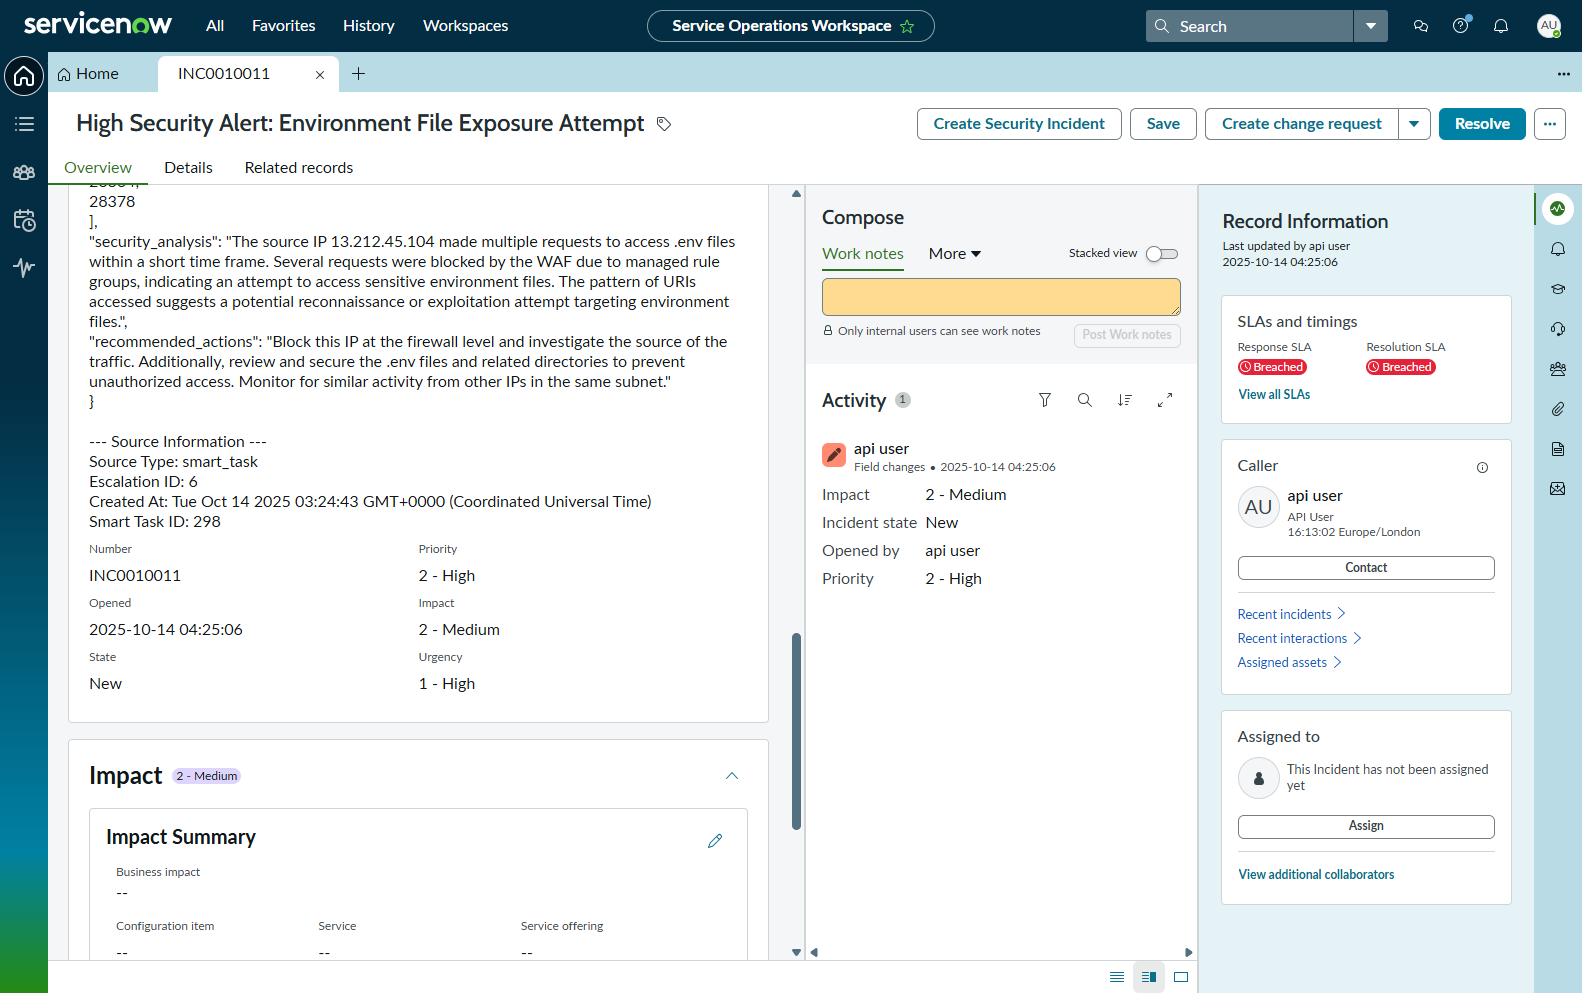 servicenow
All
Favorites
History
Workspaces
Service Operations Workspace
Search
AU
Home
INC0010011
High Security Alert: Environment File Exposure Attempt
Create Security Incident
Save
Create change request
Resolve
Overview
Details
Related records
28378
],
"security_analysis": "The source IP 13.212.45.104 made multiple requests to access .env files
within a short time frame. Several requests were blocked by the WAF due to managed rule
groups, indicating an attempt to access sensitive environment files. The pattern of URIs
accessed suggests a potential reconnaissance or exploitation attempt targeting environment
files.",
"recommended_actions": "Block this IP at the firewall level and investigate the source of the
traffic. Additionally, review and secure the .env files and related directories to prevent
unauthorized access. Monitor for similar activity from other IPs in the same subnet."
}
--- Source Information ---
Source Type: smart_task
Escalation ID: 6
Created At: Tue Oct 14 2025 03:24:43 GMT+0000 (Coordinated Universal Time)
Smart Task ID: 298
Number
INC0010011
Priority
2 - High
Opened
2025-10-14 04:25:06
Impact
2 - Medium
State
New
Urgency
1 - High
Impact
2 - Medium
Impact Summary
Business impact
--
Configuration item
--
Service
--
Service offering
--
Compose
Work notes
More
Stacked view
Only internal users can see work notes
Post Work notes
Activity
1
api user
Field changes • 2025-10-14 04:25:06
Impact 2 - Medium
Incident state New
Opened by api user
Priority 2 - High
Record Information
Last updated by api user
2025-10-14 04:25:06
SLAs and timings
Response SLA
Breached
Resolution SLA
Breached
View all SLAs
Caller
AU
api user
API User
16:13:02 Europe/London
Contact
Recent incidents
Recent interactions
Assigned assets
Assigned to
This Incident has not been assigned
yet
Assign
View additional collaborators